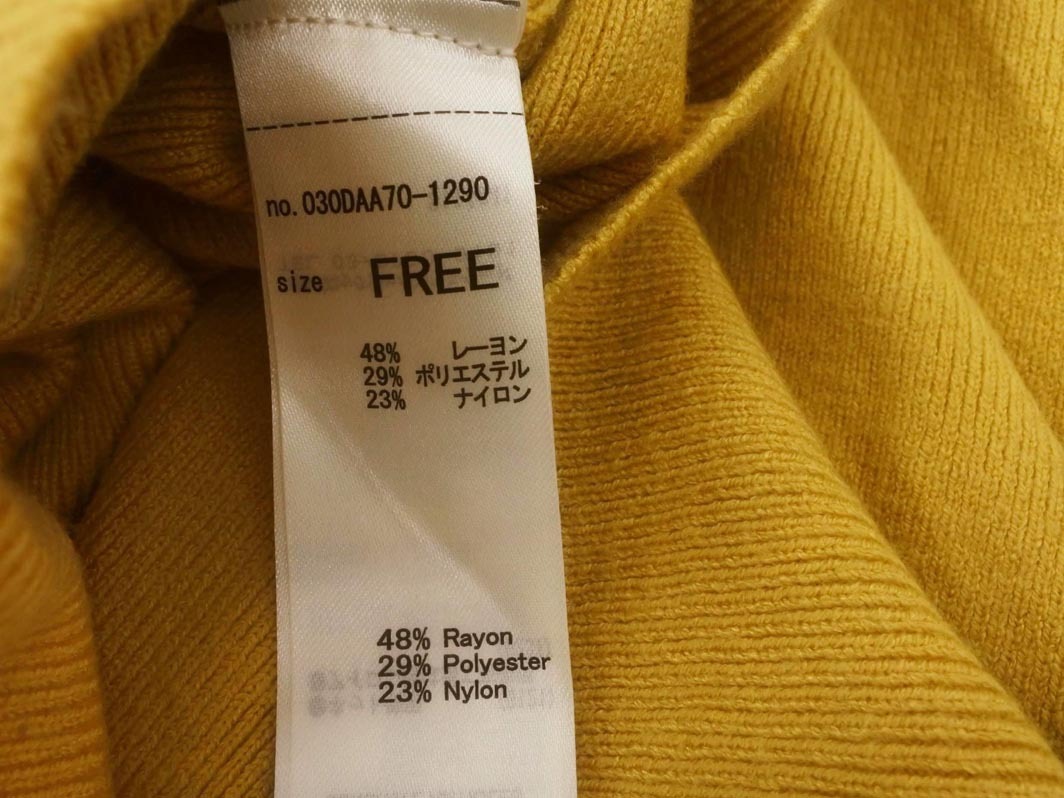 no.030DAA70-1290
size FREE
48% レーヨン
29% ポリエステル
23% ナイロン
48% Rayon
29% Polyester
23% Nylon